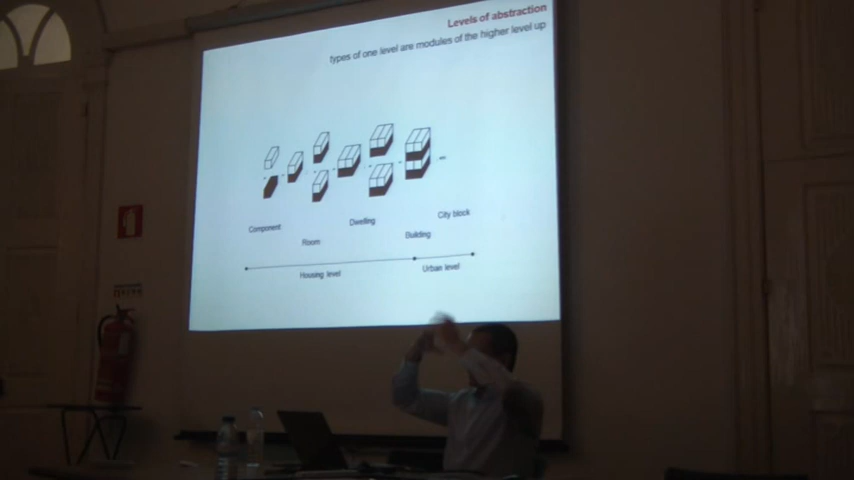 Levels of abstraction
types of one level are modules of the higher level up
Component
Room
Dwelling
Building
City block
Housing level
Urban level